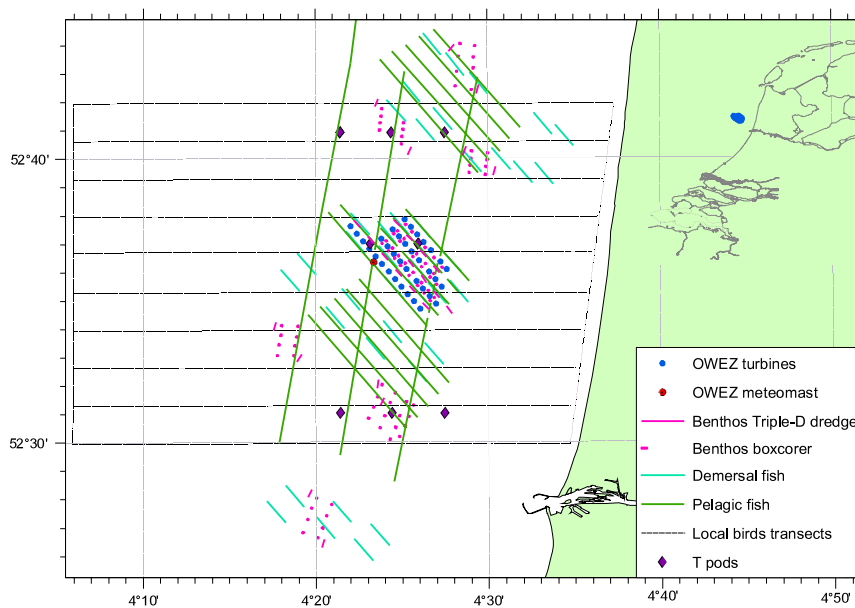 52°40'
52°30'
OWEZ turbines
OWEZ meteomast
Benthos Triple-D dredge
Benthos boxcorer
Demersal fish
Pelagic fish
Local birds transects
T pods
4°10' 4°20' 4°30' 4°40' 4°50'